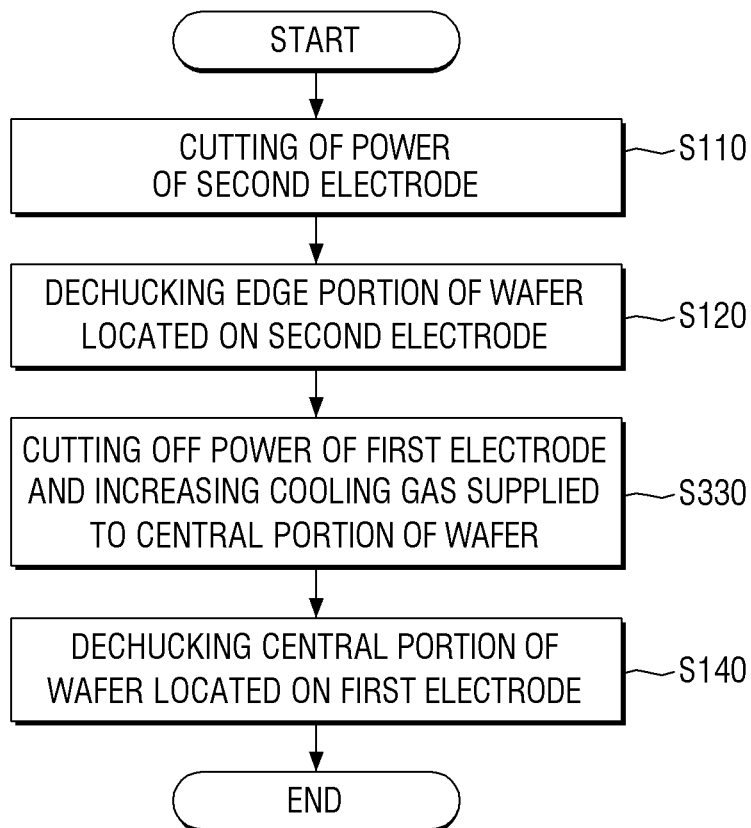 START
CUTTING OF POWER
OF SECOND ELECTRODE
S110
DECHUCKING EDGE PORTION OF WAFER
LOCATED ON SECOND ELECTRODE
S120
CUTTING OFF POWER OF FIRST ELECTRODE
AND INCREASING COOLING GAS SUPPLIED
TO CENTRAL PORTION OF WAFER
S330
DECHUCKING CENTRAL PORTION OF
WAFER LOCATED ON FIRST ELECTRODE
S140
END